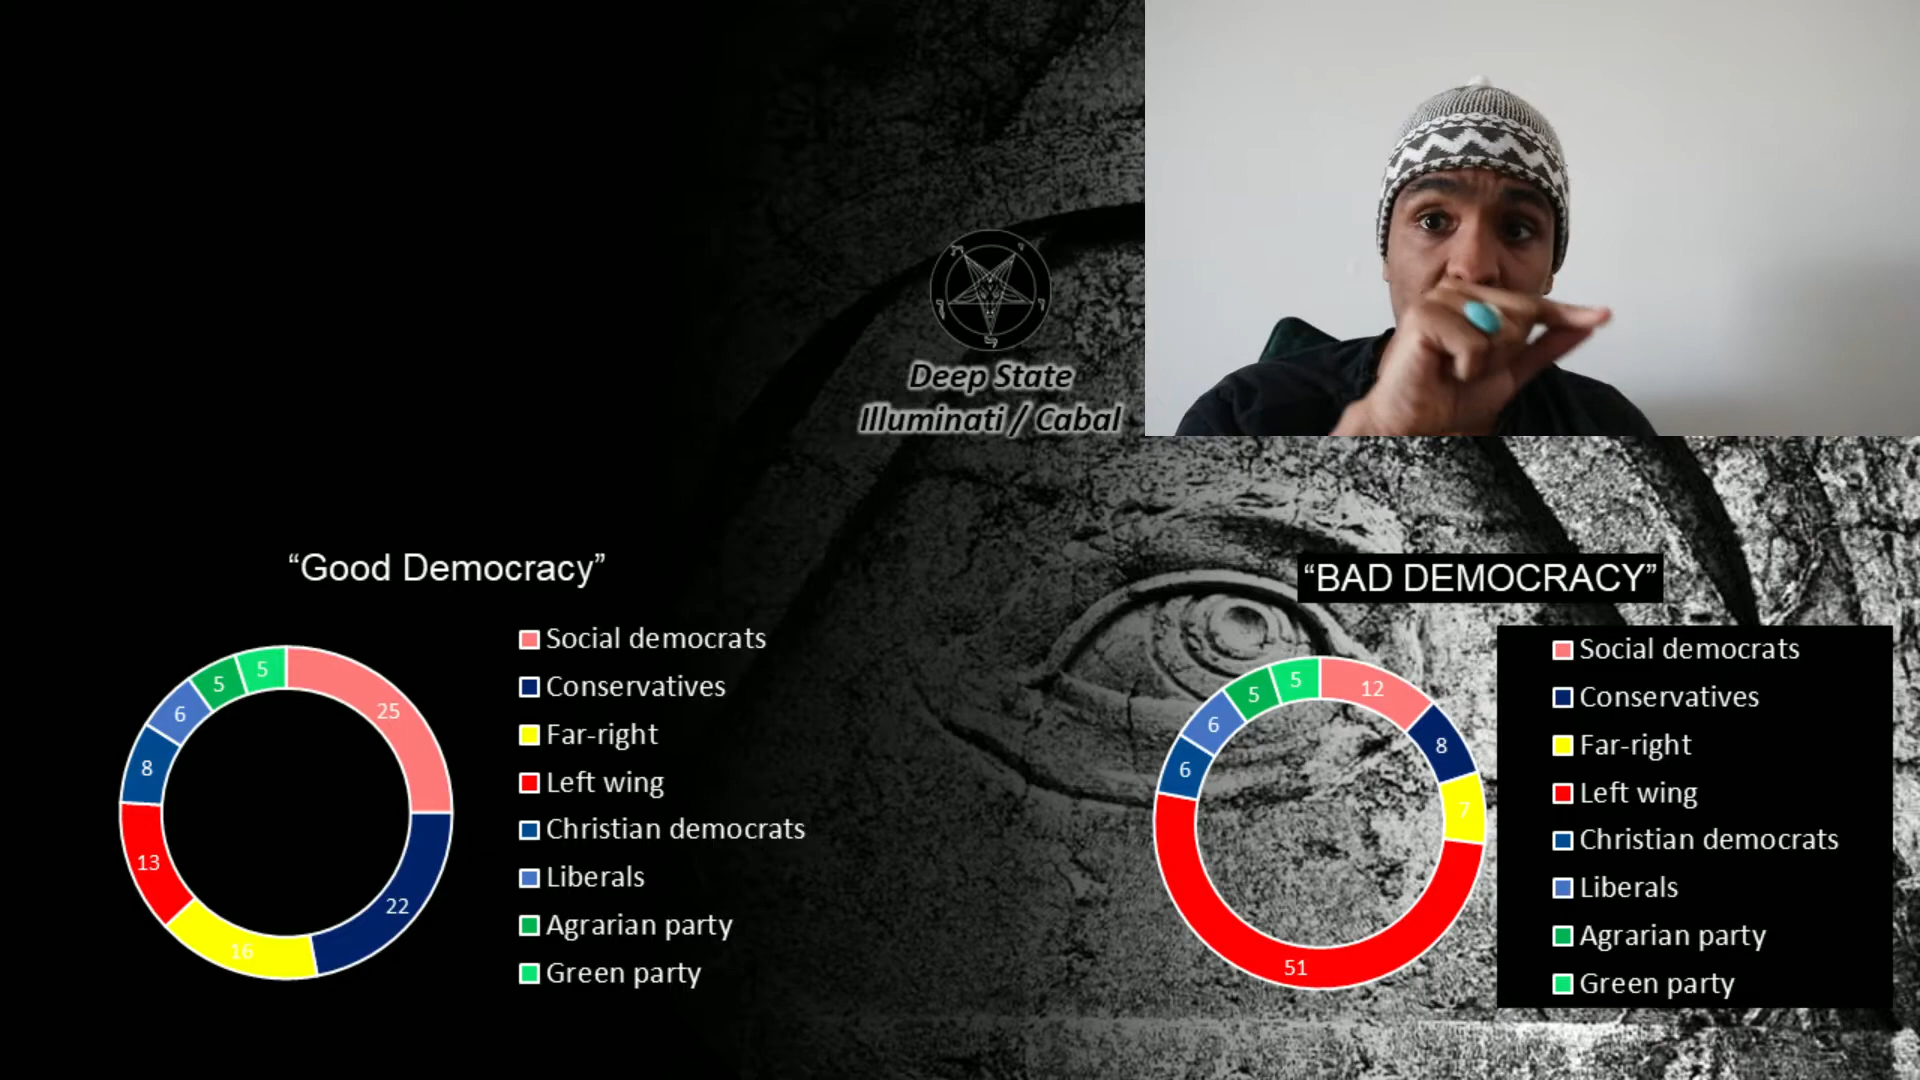 Deep State
Illuminati / Cabal
“Good Democracy”
25
22
16
13
8
6
5
5
Social democrats
Conservatives
Far-right
Left wing
Christian democrats
Liberals
Agrarian party
Green party
“BAD DEMOCRACY”
12
8
7
51
6
6
5
5
Social democrats
Conservatives
Far-right
Left wing
Christian democrats
Liberals
Agrarian party
Green party